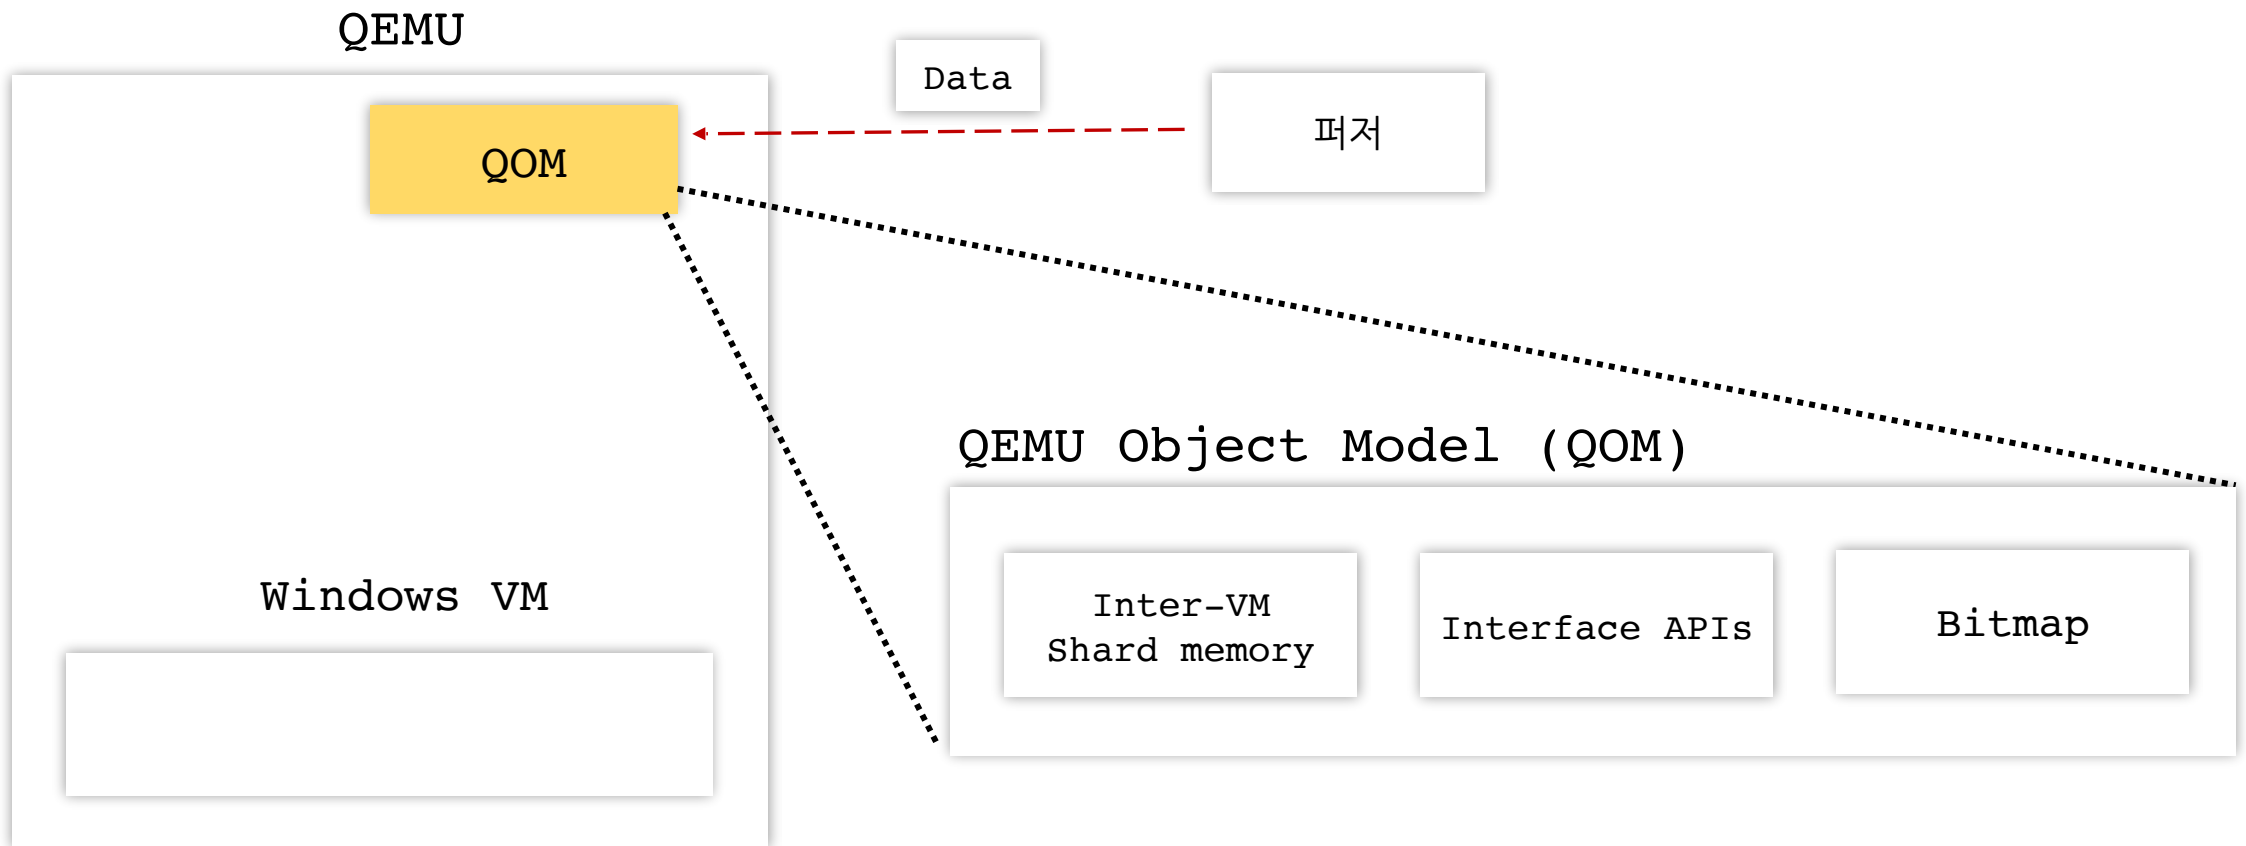 QEMU
Data
퍼저
QOM
QEMU Object Model (QOM)
Windows VM
Inter-VM
Shard memory
Interface APIs
Bitmap